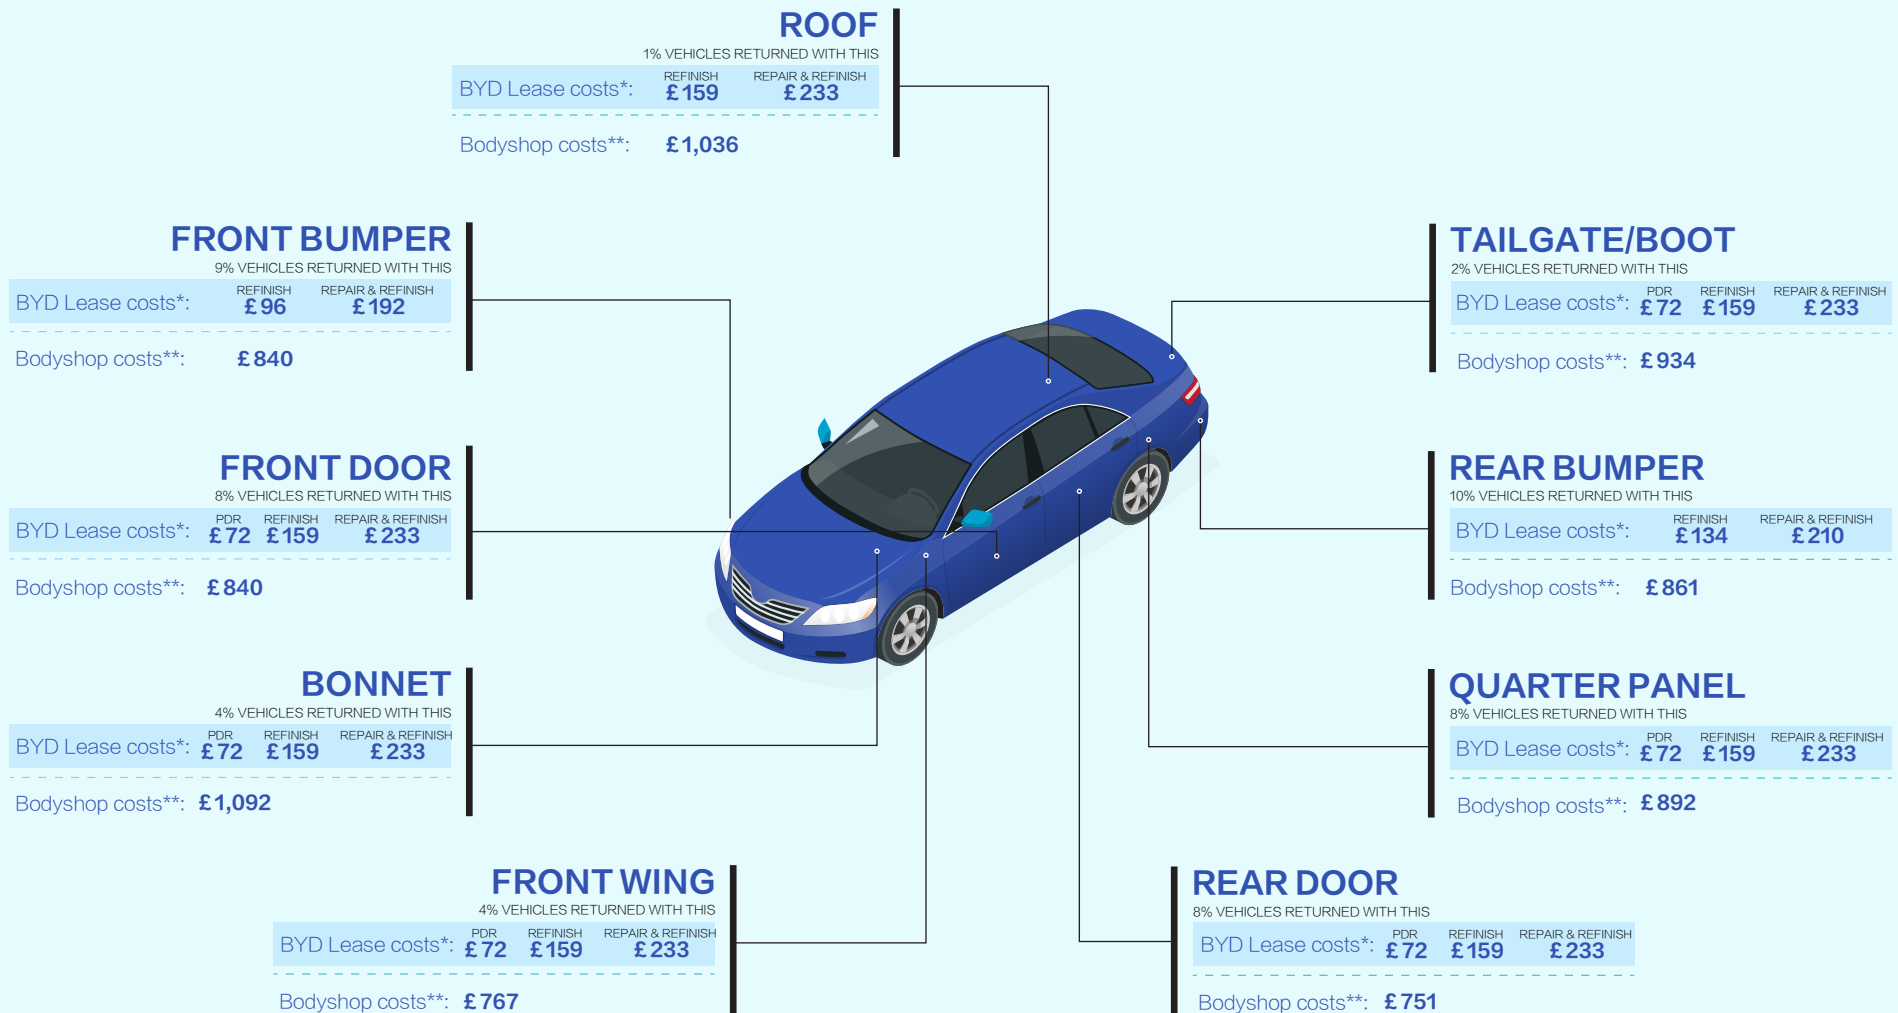 ROOF
1% VEHICLES RETURNED WITH THIS
REFINISH REPAIR & REFINISH
BYD Lease costs*: £159 £233
Bodyshop costs**: £1,036
FRONT BUMPER
9% VEHICLES RETURNED WITH THIS
REFINISH REPAIR & REFINISH
BYD Lease costs*: £96 £192
Bodyshop costs**: £840
FRONT DOOR
8% VEHICLES RETURNED WITH THIS
PDR REFINISH REPAIR & REFINISH
BYD Lease costs*: £72 £159 £233
Bodyshop costs**: £840
BONNET
4% VEHICLES RETURNED WITH THIS
PDR REFINISH REPAIR & REFINISH
BYD Lease costs*: £72 £159 £233
Bodyshop costs**: £1,092
FRONT WING
4% VEHICLES RETURNED WITH THIS
PDR REFINISH REPAIR & REFINISH
BYD Lease costs*: £72 £159 £233
Bodyshop costs**: £767
TAILGATE/BOOT
2% VEHICLES RETURNED WITH THIS
PDR REFINISH REPAIR & REFINISH
BYD Lease costs*: £72 £159 £233
Bodyshop costs**: £934
REAR BUMPER
10% VEHICLES RETURNED WITH THIS
REFINISH REPAIR & REFINISH
BYD Lease costs*: £134 £210
Bodyshop costs**: £861
QUARTER PANEL
8% VEHICLES RETURNED WITH THIS
PDR REFINISH REPAIR & REFINISH
BYD Lease costs*: £72 £159 £233
Bodyshop costs**: £892
REAR DOOR
8% VEHICLES RETURNED WITH THIS
PDR REFINISH REPAIR & REFINISH
BYD Lease costs*: £72 £159 £233
Bodyshop costs**: £751